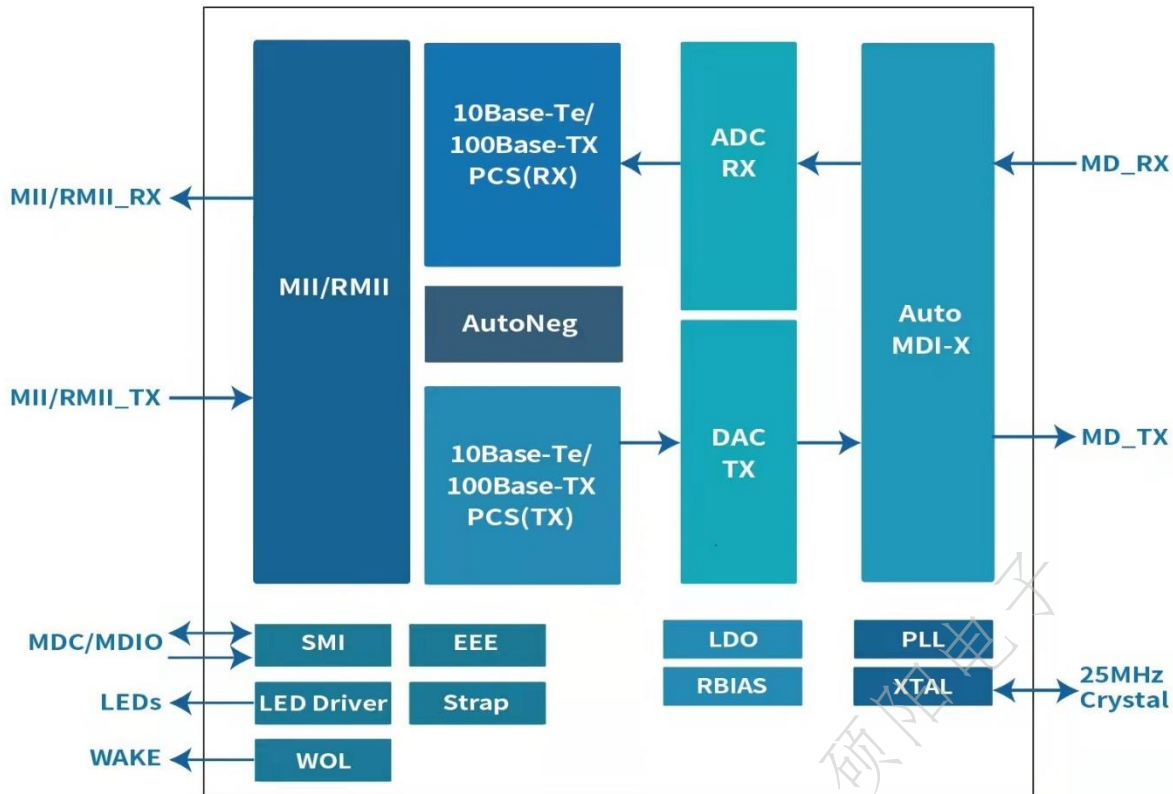 10Base-Te/
100Base-TX
PCS(RX)
ADC
RX
MD_RX
MII/RMII_RX
MII/RMII
AutoNeg
Auto
MDI-X
MII/RMII_TX
10Base-Te/
100Base-TX
PCS(TX)
DAC
TX
MD_TX
MDC/MDIO
SMI
EEE
LDO
PLL
LEDs
LED Driver
Strap
RBIAS
XTAL
25MHz
Crystal
WAKE
WOL
硕阳电子